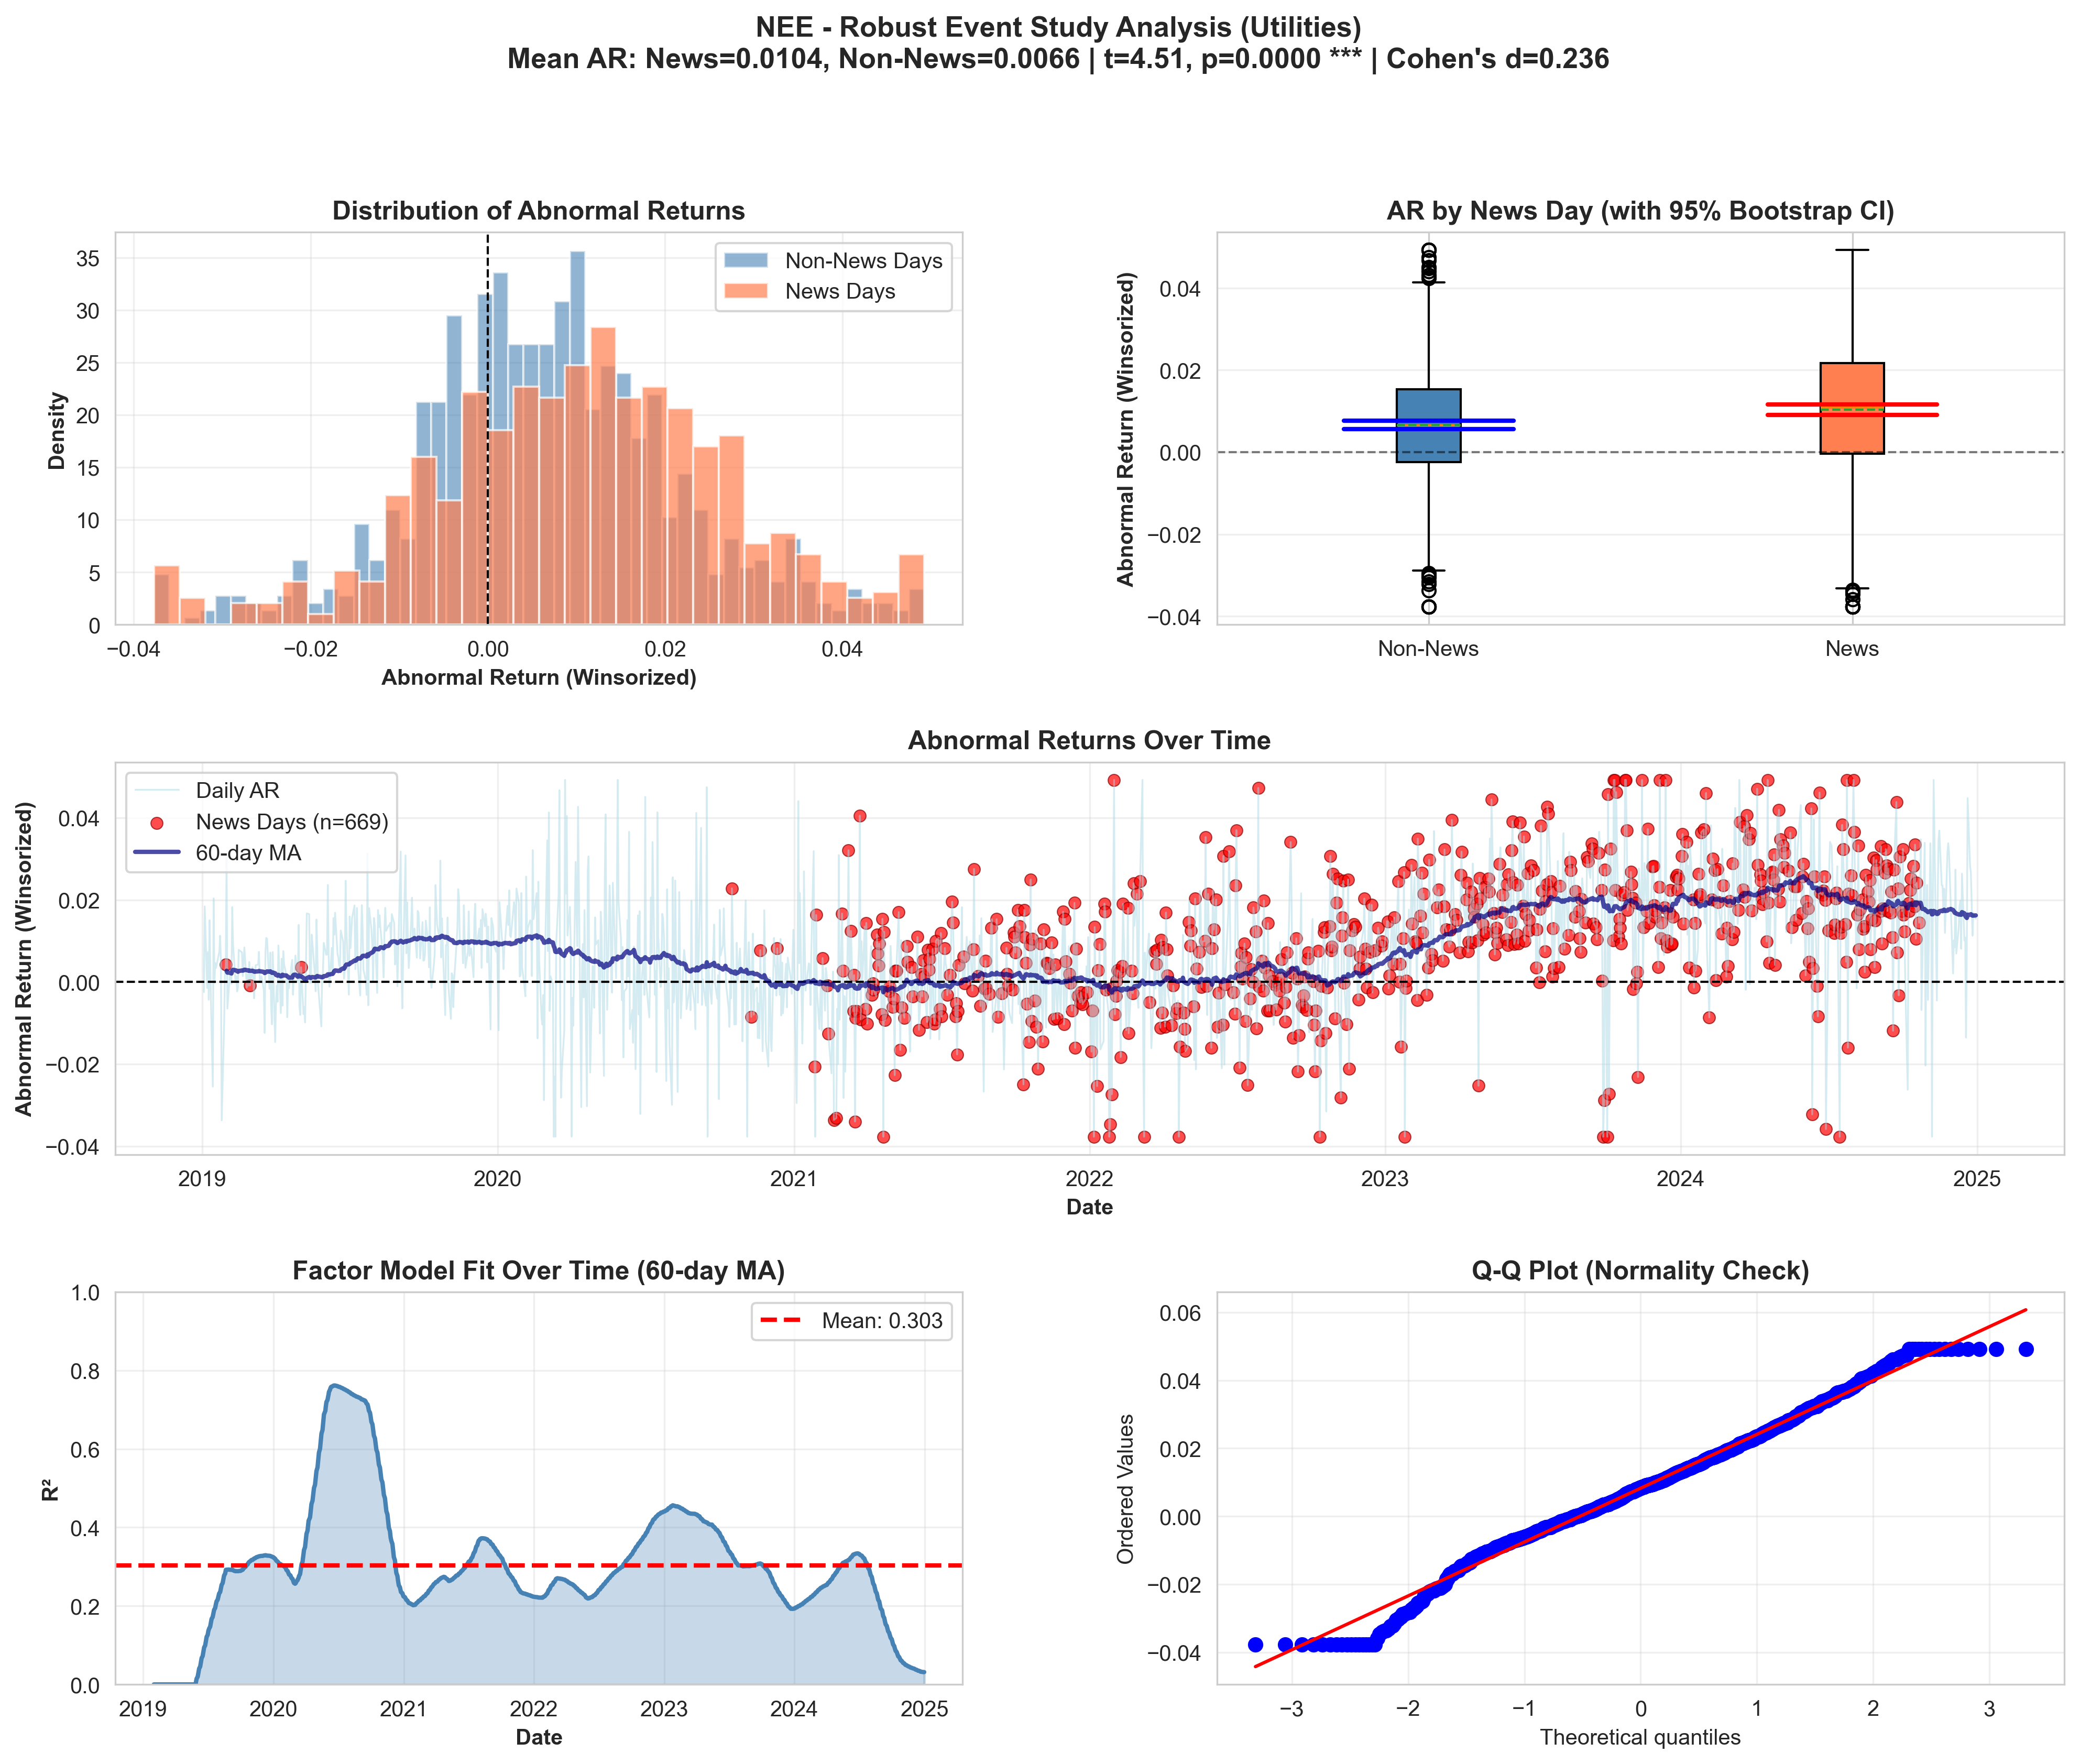 NEE - Robust Event Study Analysis (Utilities)
Mean AR: News=0.0104, Non-News=0.0066 | t=4.51, p=0.0000 *** | Cohen's d=0.236
Distribution of Abnormal Returns
Density
35
30
25
20
15
10
5
0
Non-News Days
News Days
−0.04
−0.02
0.00
0.02
0.04
Abnormal Return (Winsorized)
AR by News Day (with 95% Bootstrap CI)
Abnormal Return (Winsorized)
0.04
0.02
0.00
−0.02
−0.04
Non-News
News
Abnormal Returns Over Time
Abnormal Return (Winsorized)
0.04
0.02
0.00
−0.02
−0.04
Daily AR
News Days (n=669)
60-day MA
2019
2020
2021
2022
2023
2024
2025
Date
Factor Model Fit Over Time (60-day MA)
R²
1.0
0.8
0.6
0.4
0.2
0.0
Mean: 0.303
2019
2020
2021
2022
2023
2024
2025
Date
Q-Q Plot (Normality Check)
Ordered Values
0.06
0.04
0.02
0.00
−0.02
−0.04
−3
−2
−1
0
1
2
3
Theoretical quantiles